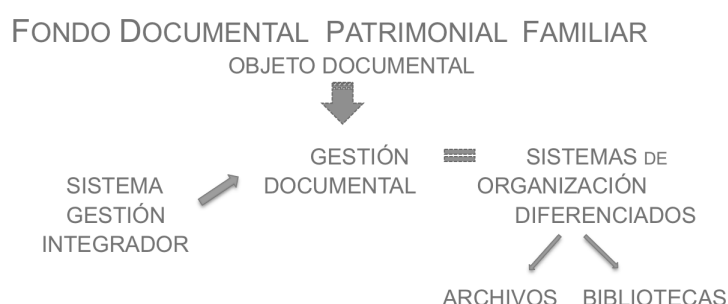 FONDO DOCUMENTAL PATRIMONIAL FAMILIAR
OBJETO DOCUMENTAL
GESTIÓN
DOCUMENTAL
SISTEMAS DE
ORGANIZACIÓN
DIFERENCIADOS
SISTEMA
GESTIÓN
INTEGRADOR
ARCHIVOS BIBLIOTECAS